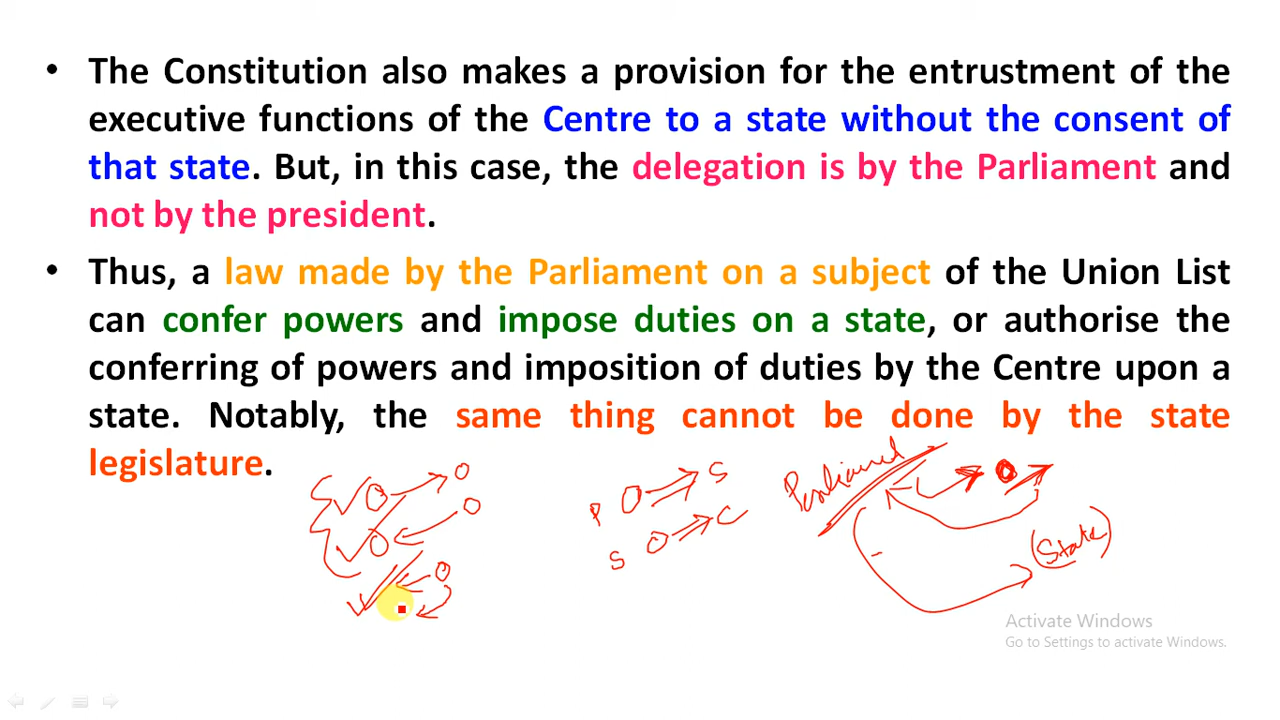 • The Constitution also makes a provision for the entrustment of the
executive functions of the Centre to a state without the consent of
that state. But, in this case, the delegation is by the Parliament and
not by the president.
• Thus, a law made by the Parliament on a subject of the Union List
can confer powers and impose duties on a state, or authorise the
conferring of powers and imposition of duties by the Centre upon a
state. Notably, the same thing cannot be done by the state
legislature.
P S
S C
(State)
Activate Windows
Go to Settings to activate Windows.